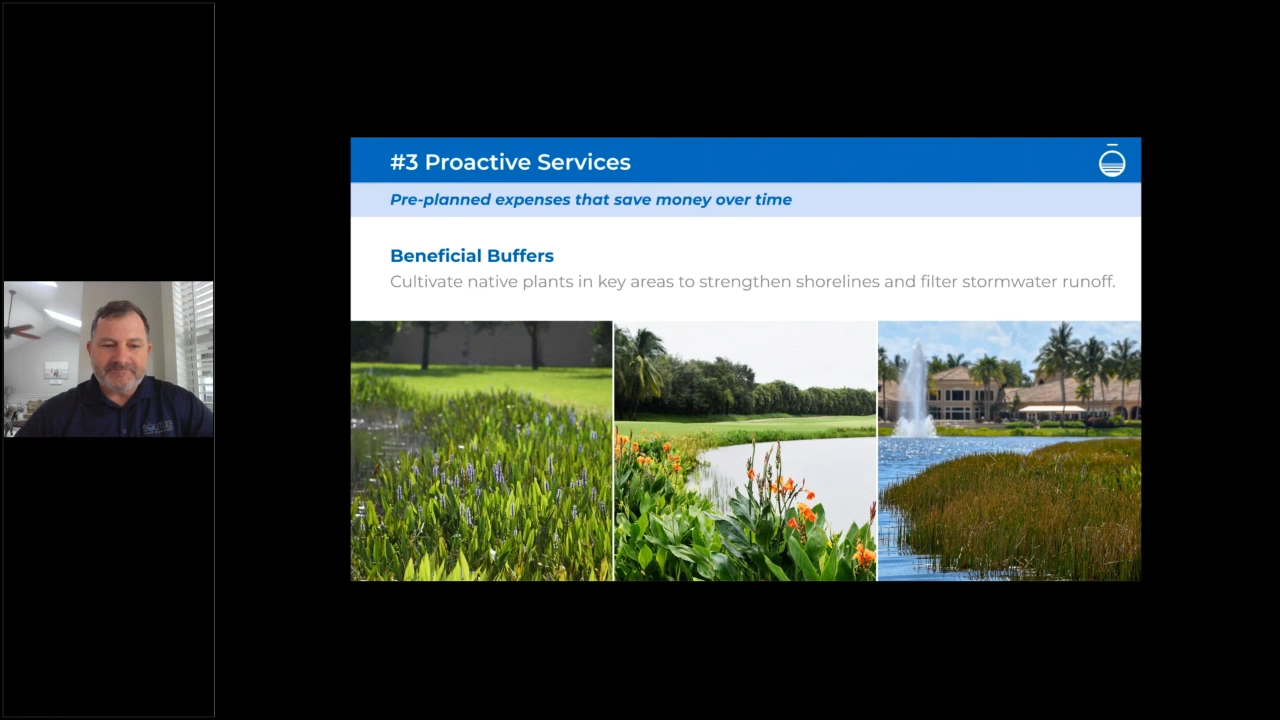 #3 Proactive Services
Pre-planned expenses that save money over time
Beneficial Buffers
Cultivate native plants in key areas to strengthen shorelines and filter stormwater runoff.